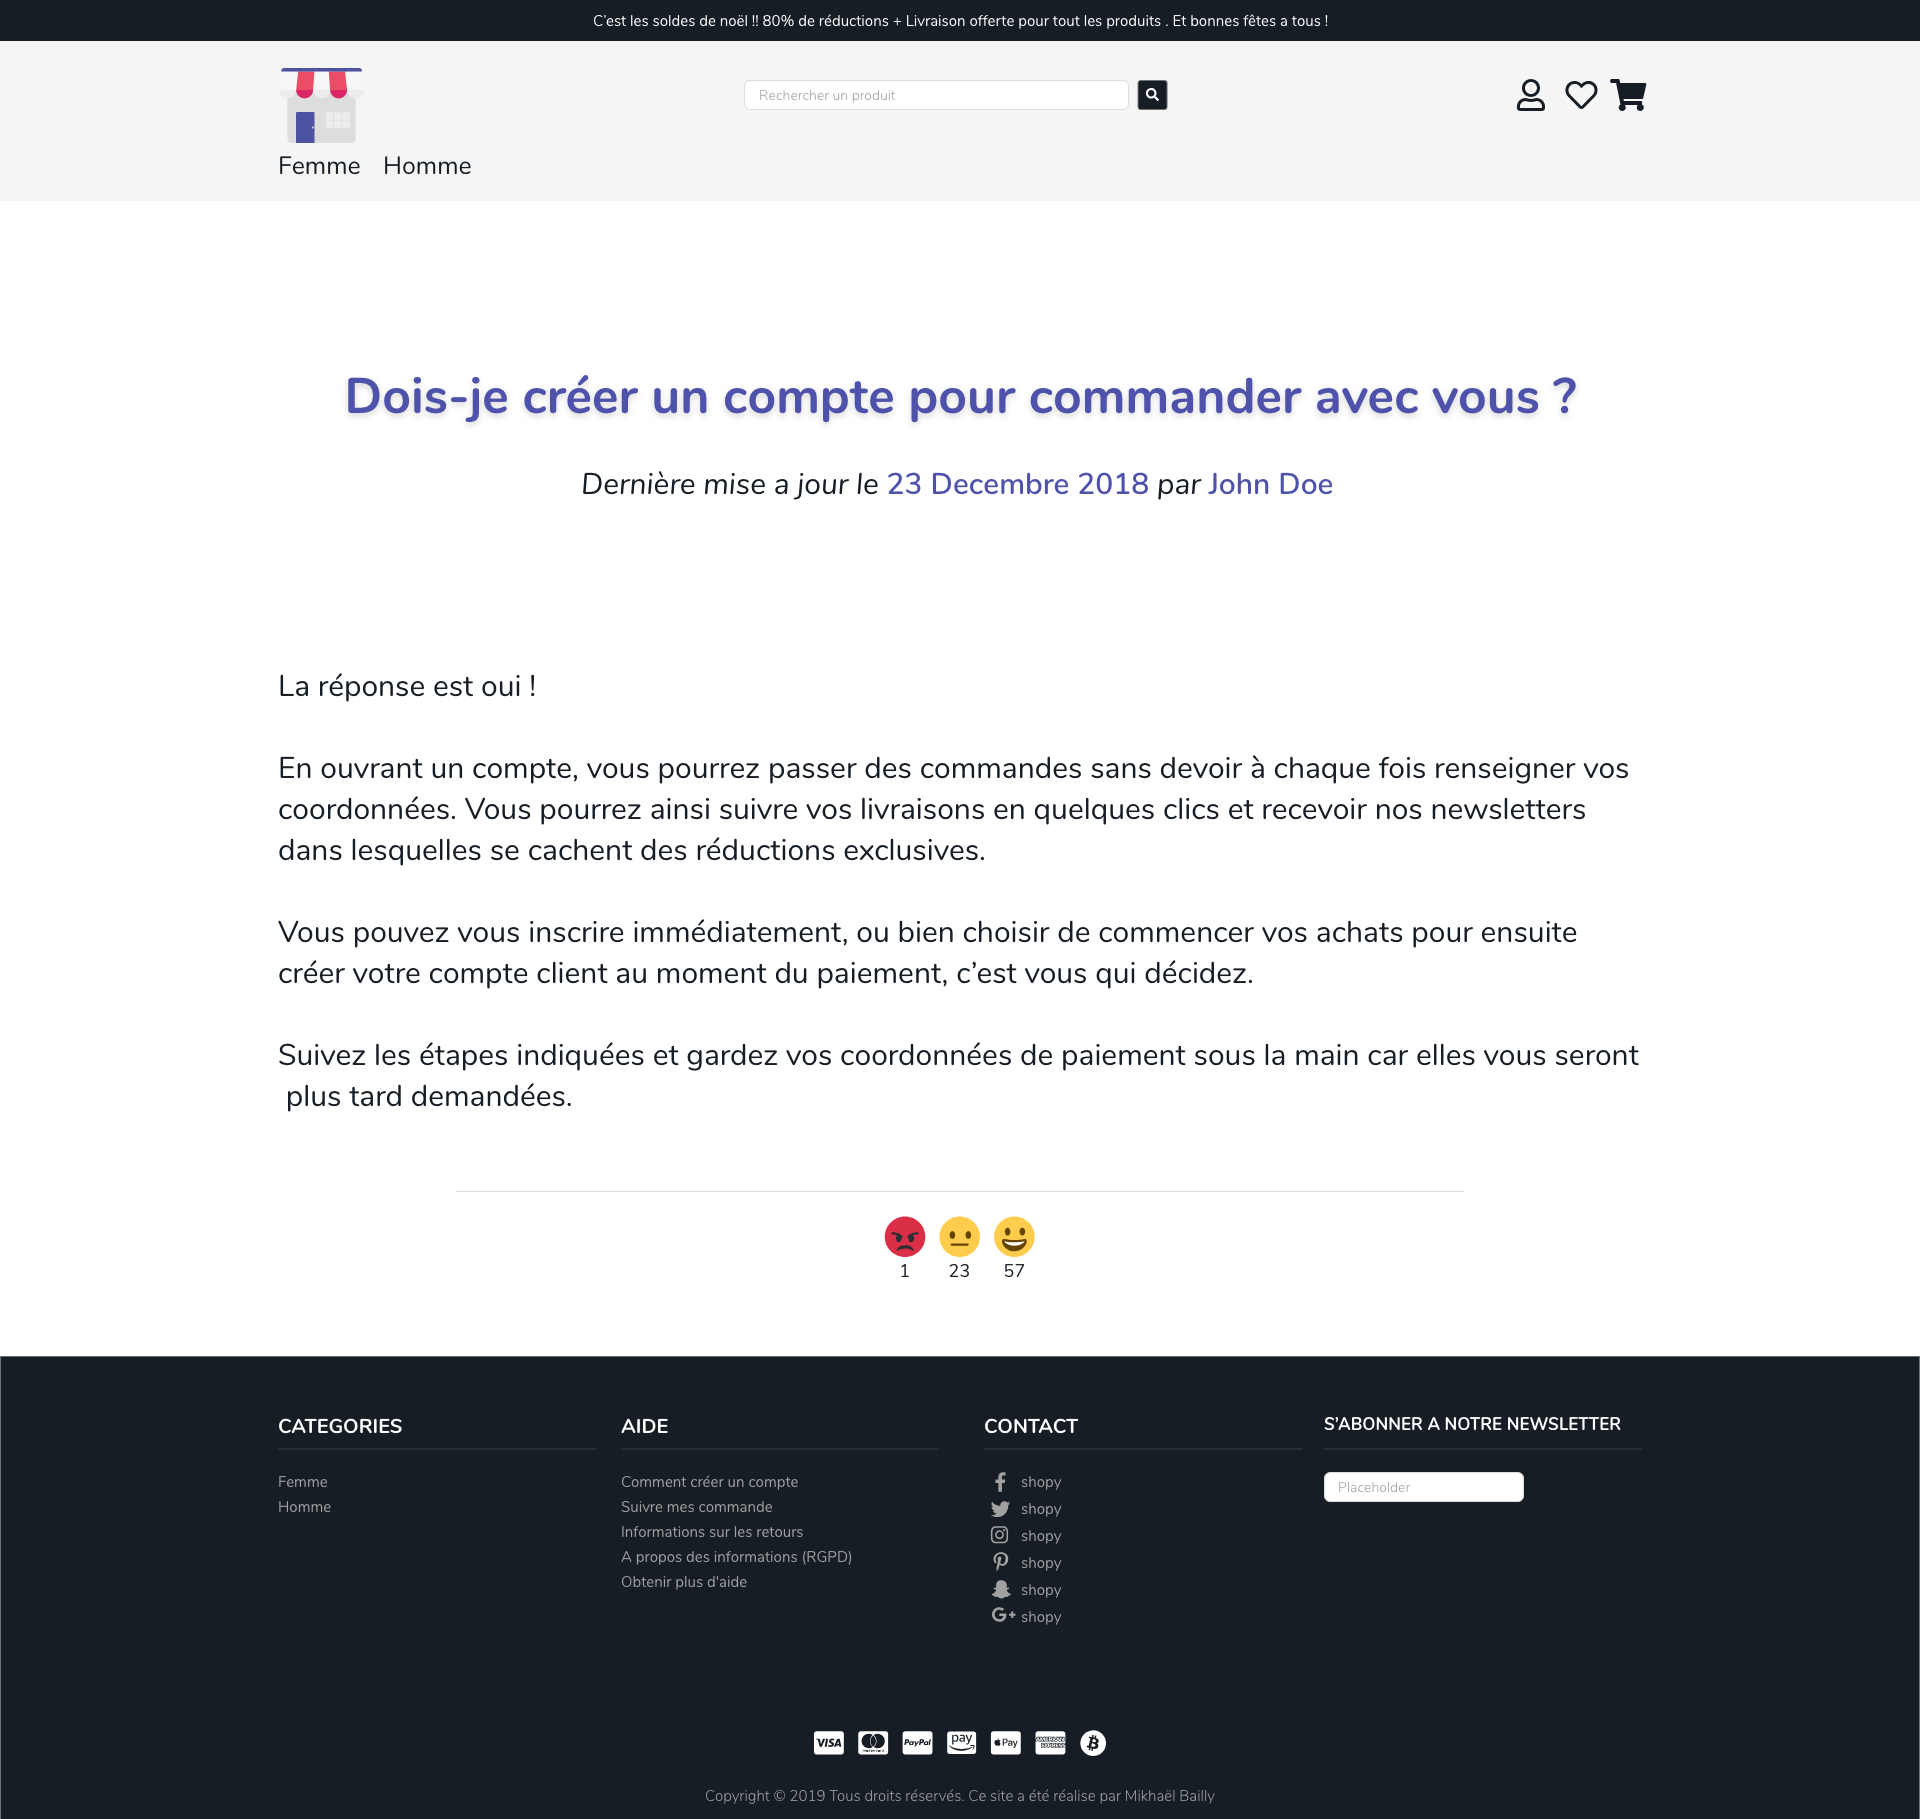 C’est les soldes de noël !! 80% de réductions + Livraison offerte pour tout les produits . Et bonnes fêtes a tous !
Rechercher un produit
Femme Homme
Dois-je créer un compte pour commander avec vous ?
Dernière mise a jour le 23 Decembre 2018 par John Doe
La réponse est oui !
En ouvrant un compte, vous pourrez passer des commandes sans devoir à chaque fois renseigner vos
coordonnées. Vous pourrez ainsi suivre vos livraisons en quelques clics et recevoir nos newsletters
dans lesquelles se cachent des réductions exclusives.
Vous pouvez vous inscrire immédiatement, ou bien choisir de commencer vos achats pour ensuite
créer votre compte client au moment du paiement, c’est vous qui décidez.
Suivez les étapes indiquées et gardez vos coordonnées de paiement sous la main car elles vous seront
plus tard demandées.
1 23 57
CATEGORIES
Femme
Homme
AIDE
Comment créer un compte
Suivre mes commande
Informations sur les retours
A propos des informations (RGPD)
Obtenir plus d'aide
CONTACT
shopy
shopy
shopy
shopy
shopy
shopy
S’ABONNER A NOTRE NEWSLETTER
Placeholder
VISA mastercard PayPal pay Pay AMERICAN EXPRESS
Copyright © 2019 Tous droits réservés. Ce site a été réalise par Mikhaël Bailly